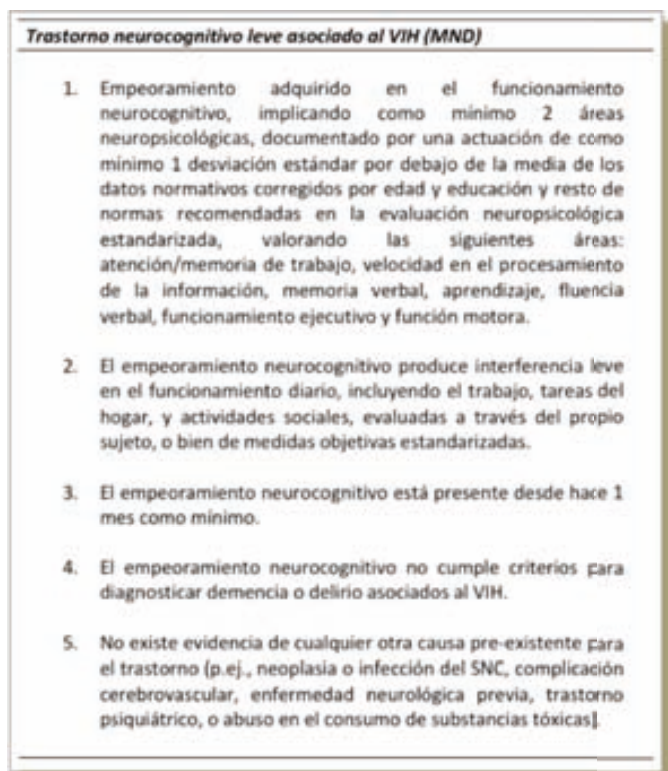 Trastorno neurocognitivo leve asociado al VIH (MND)
1. Empeoramiento adquirido en el funcionamiento
neurocognitivo, implicando como mínimo 2 áreas
neuropsicológicas, documentado por una actuación de como
mínimo 1 desviación estándar por debajo de la media de los
datos normativos corregidos por edad y educación y resto de
normas recomendadas en la evaluación neuropsicológica
estandarizada, valorando las siguientes áreas:
atención/memoria de trabajo, velocidad en el procesamiento
de la información, memoria verbal, aprendizaje, fluencia
verbal, funcionamiento ejecutivo y función motora.
2. El empeoramiento neurocognitivo produce interferencia leve
en el funcionamiento diario, incluyendo el trabajo, tareas del
hogar, y actividades sociales, evaluadas a través del propio
sujeto, o bien de medidas objetivas estandarizadas.
3. El empeoramiento neurocognitivo está presente desde hace 1
mes como mínimo.
4. El empeoramiento neurocognitivo no cumple criterios para
diagnosticar demencia o delirio asociados al VIH.
5. No existe evidencia de cualquier otra causa pre-existente para
el trastorno (p.ej., neoplasia o infección del SNC, complicación
cerebrovascular, enfermedad neurológica previa, trastorno
psiquiátrico, o abuso en el consumo de substancias tóxicas].